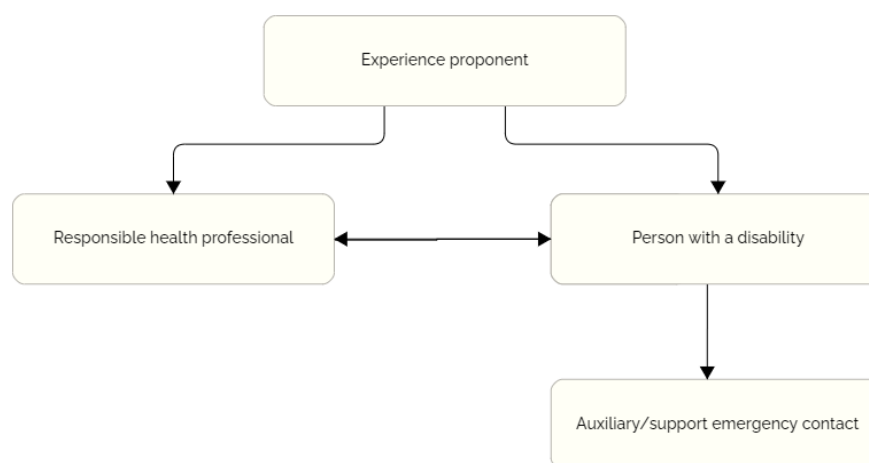 Experience proponent
Responsible health professional
Person with a disability
Auxiliary/support emergency contact